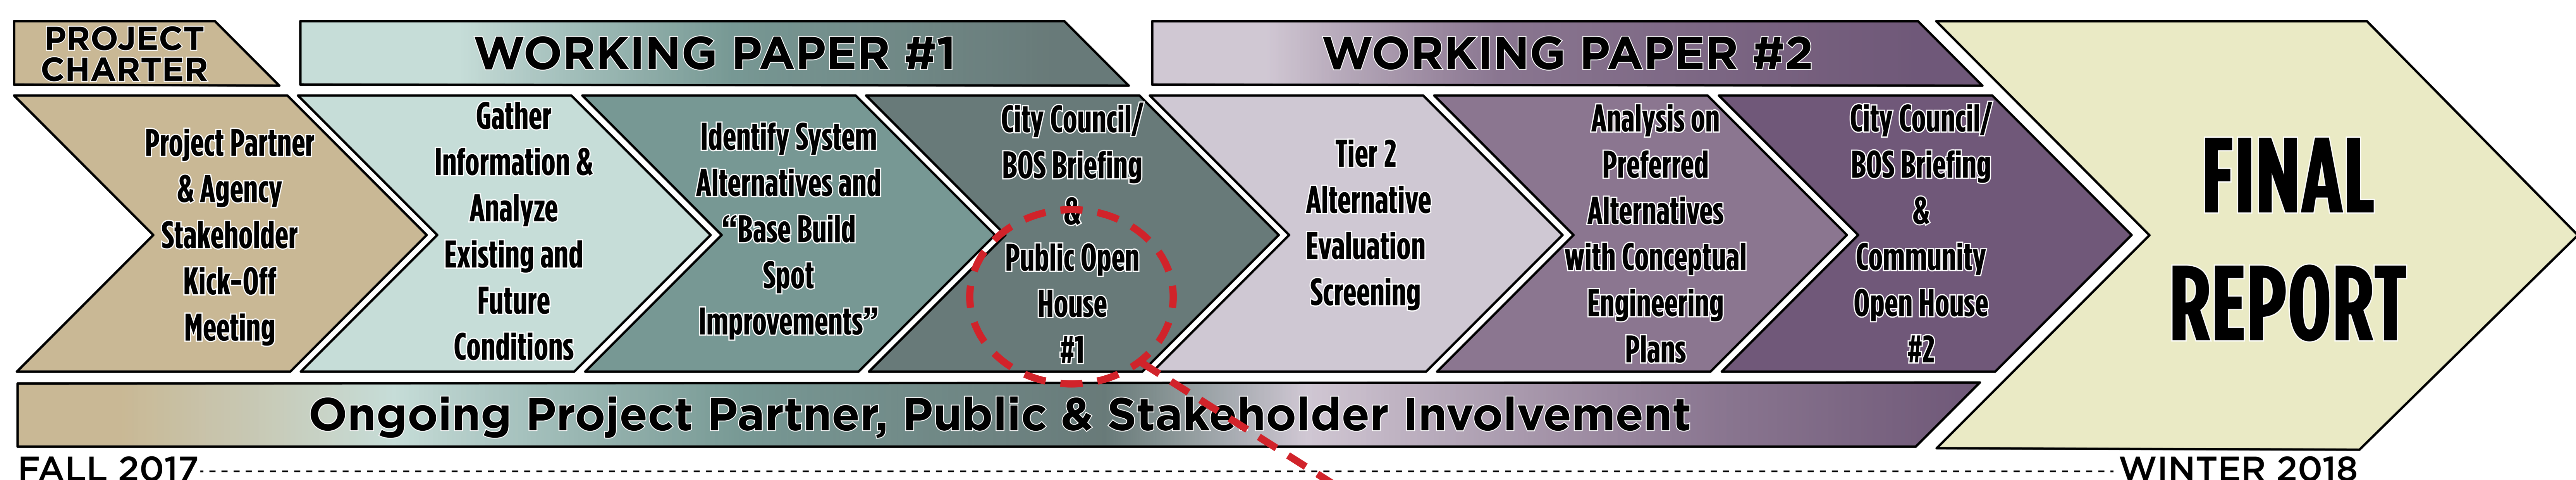 PROJECT
CHARTER
WORKING PAPER #1
WORKING PAPER #2
Project Partner
& Agency
Stakeholder
Kick-Off
Meeting
Gather
Information &
Analyze
Existing and
Future
Conditions
Identify System
Alternatives and
“Base Build
Spot
Improvements”
City Council/
BOS Briefing
&
Public Open
House
#1
Tier 2
Alternative
Evaluation
Screening
Analysis on
Preferred
Alternatives
with Conceptual
Engineering
Plans
City Council/
BOS Briefing
&
Community
Open House
#2
FINAL
REPORT
Ongoing Project Partner, Public & Stakeholder Involvement
FALL 2017
WINTER 2018